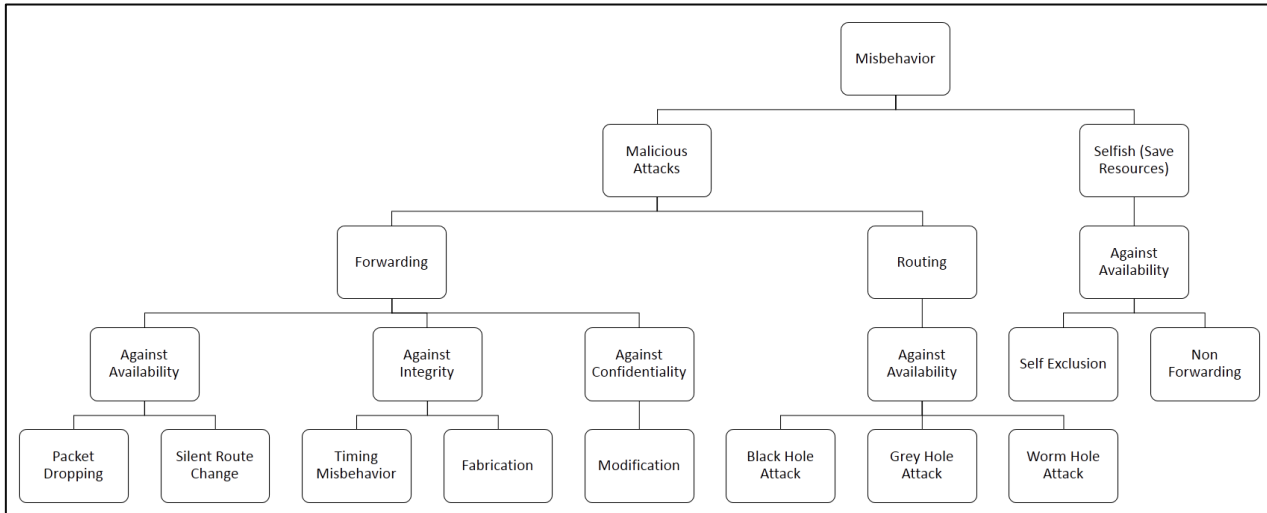 Misbehavior
Malicious
Attacks
Selfish (Save
Resources)
Forwarding
Routing
Against
Availability
Against
Availability
Against
Integrity
Against
Confidentiality
Against
Availability
Self Exclusion
Non
Forwarding
Packet
Dropping
Silent Route
Change
Timing
Misbehavior
Fabrication
Modification
Black Hole
Attack
Grey Hole
Attack
Worm Hole
Attack